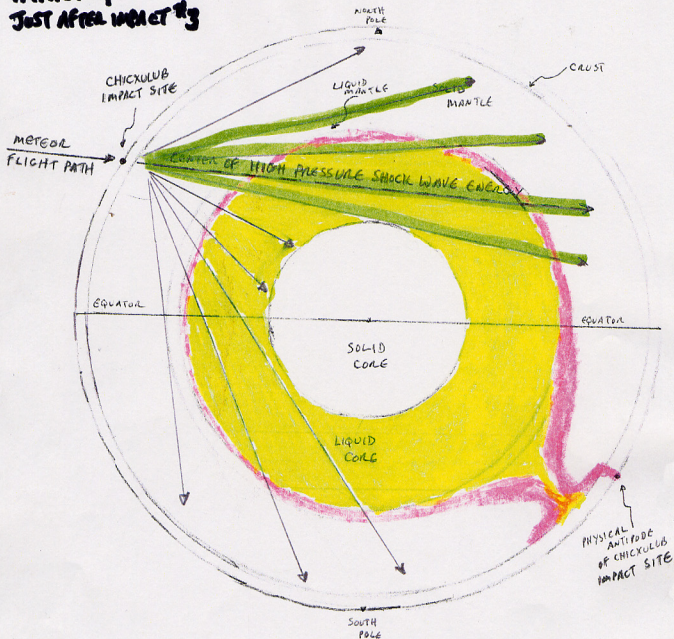 JUST AFTER IMPACT #3
NORTH
POLE
CRUST
CHICXULUB
IMPACT SITE
LIQUID
MANTLE
SOLID
MANTLE
METEOR
FLIGHT PATH
CENTER OF HIGH PRESSURE SHOCK WAVE ENERGY
EQUATOR
EQUATOR
SOLID
CORE
LIQUID
CORE
PHYSICAL
ANTIPODE
OF CHICXULUB
IMPACT SITE
SOUTH
POLE